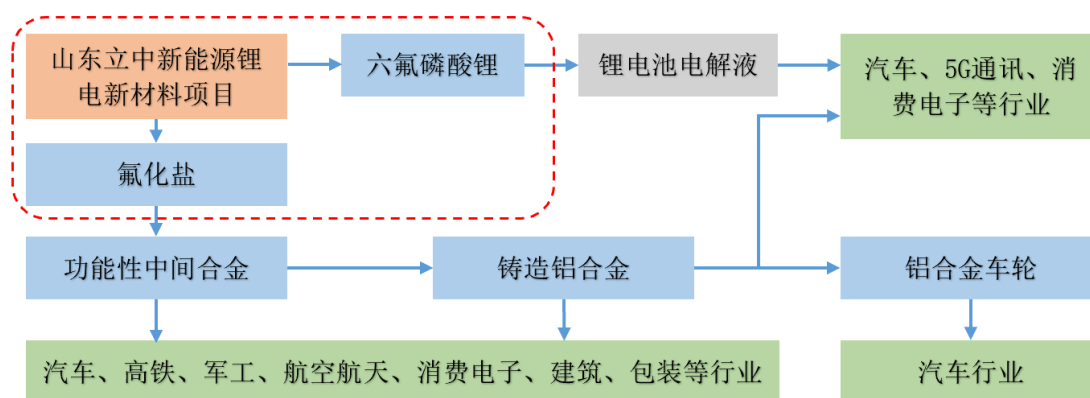 山东立中新能源锂
电新材料项目
六氟磷酸锂
锂电池电解液
汽车、5G通讯、消
费电子等行业
氟化盐
功能性中间合金
铸造铝合金
铝合金车轮
汽车、高铁、军工、航空航天、消费电子、建筑、包装等行业
汽车行业